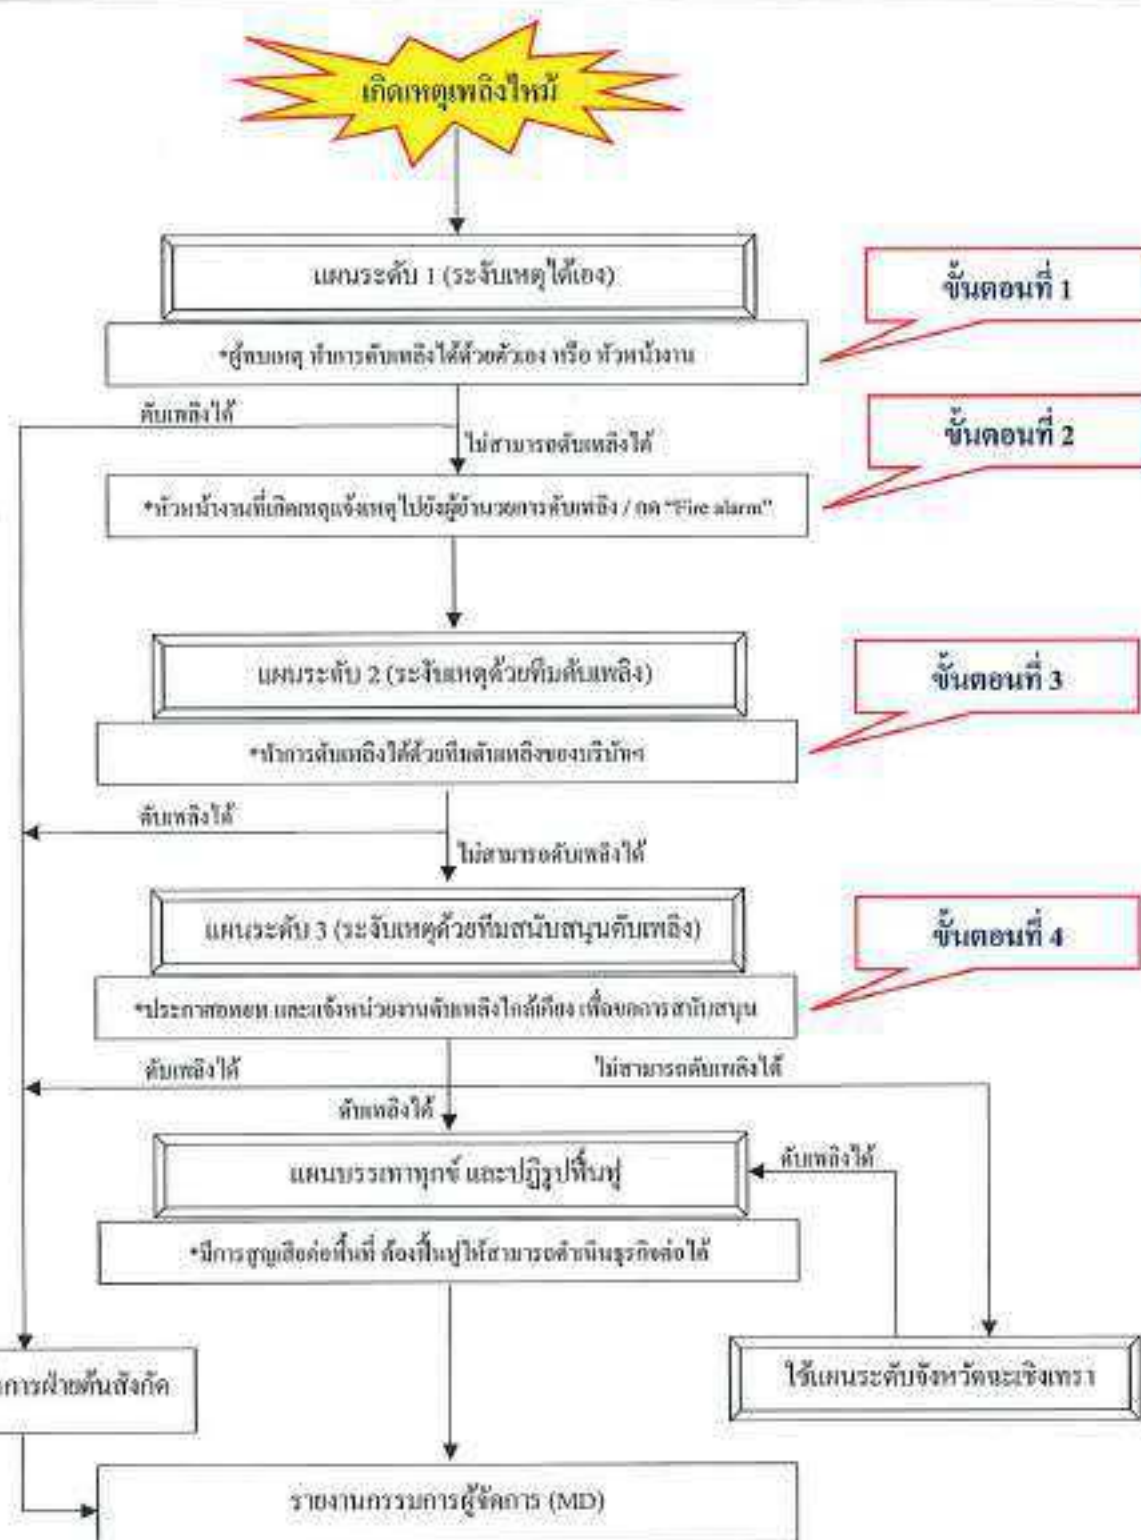 เกิดเหตุเพลิงไหม้
แผนระดับ 1 (ระงับเหตุได้เอง)
ขั้นตอนที่ 1
*ผู้พบเหตุ ทำการดับเพลิงได้ด้วยตัวเอง หรือ หัวหน้างาน
ดับเพลิงได้
ไม่สามารถดับเพลิงได้
ขั้นตอนที่ 2
*หัวหน้างานที่เกิดเหตุแจ้งเหตุไปยังผู้อำนวยการดับเพลิง / กด “Fire alarm”
แผนระดับ 2 (ระงับเหตุด้วยทีมดับเพลิง)
ขั้นตอนที่ 3
*ทำการดับเพลิงได้ด้วยทีมดับเพลิงของบริษัทฯ
ดับเพลิงได้
ไม่สามารถดับเพลิงได้
แผนระดับ 3 (ระงับเหตุด้วยทีมสนับสนุนดับเพลิง)
ขั้นตอนที่ 4
*ประกาศอพยพ และแจ้งหน่วยงานดับเพลิงใกล้เคียง เพื่อขอการสนับสนุน
ดับเพลิงได้
ไม่สามารถดับเพลิงได้
ดับเพลิงได้
แผนบรรเทาทุกข์ และปฏิรูปฟื้นฟู
ดับเพลิงได้
*มีการสูญเสียต่อพื้นที่ ต้องฟื้นฟูให้สามารถดำเนินธุรกิจต่อได้
การฝ่ายต้นสังกัด
ใช้แผนระดับจังหวัดฉะเชิงเทรา
รายงานกรรมการผู้จัดการ (MD)